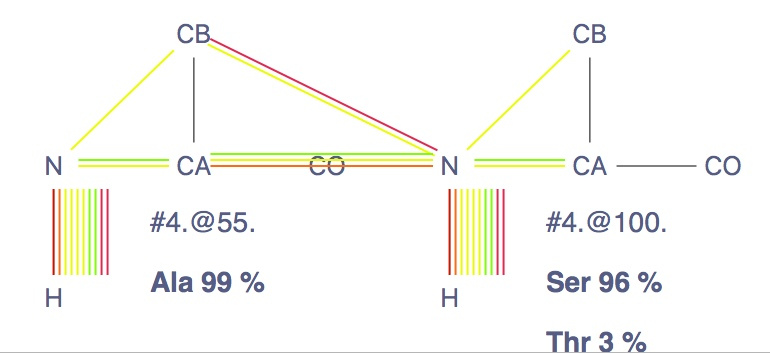 CB CB
N CA CO N CA CO
#4.@55. #4.@100.
Ala 99 % Ser 96 %
H H
Thr 3 %